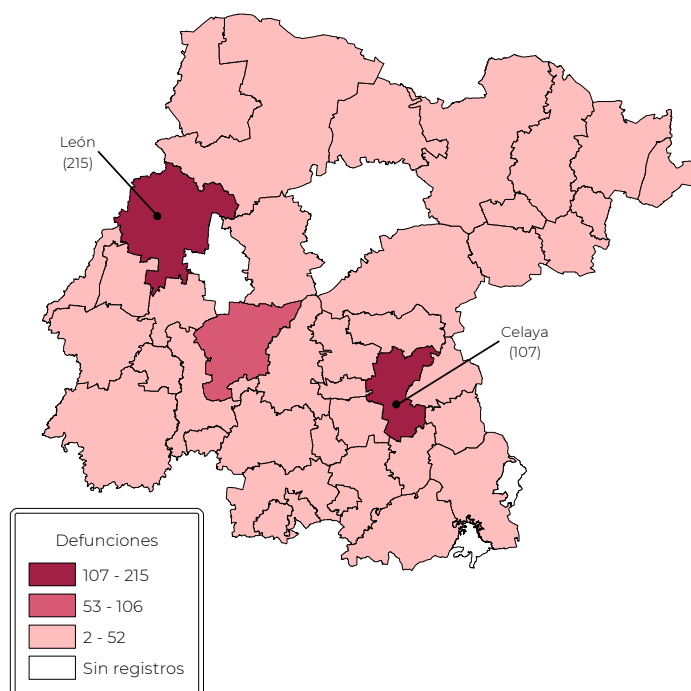 León
(215)
Celaya
(107)
Defunciones
107 - 215
53 - 106
2 - 52
Sin registros